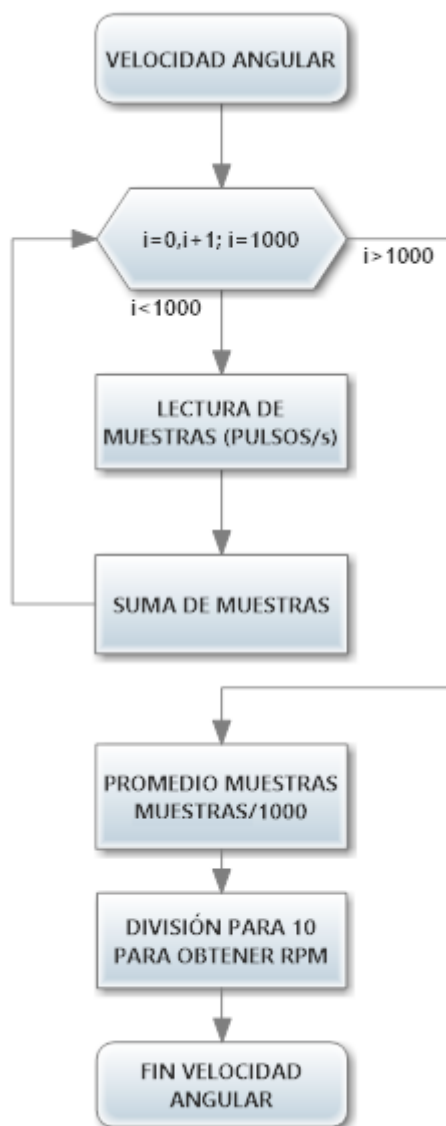 VELOCIDAD ANGULAR
i=0,i+1; i=1000
i>1000
i<1000
LECTURA DE
MUESTRAS (PULSOS/s)
SUMA DE MUESTRAS
PROMEDIO MUESTRAS
MUESTRAS/1000
DIVISIÓN PARA 10
PARA OBTENER RPM
FIN VELOCIDAD
ANGULAR